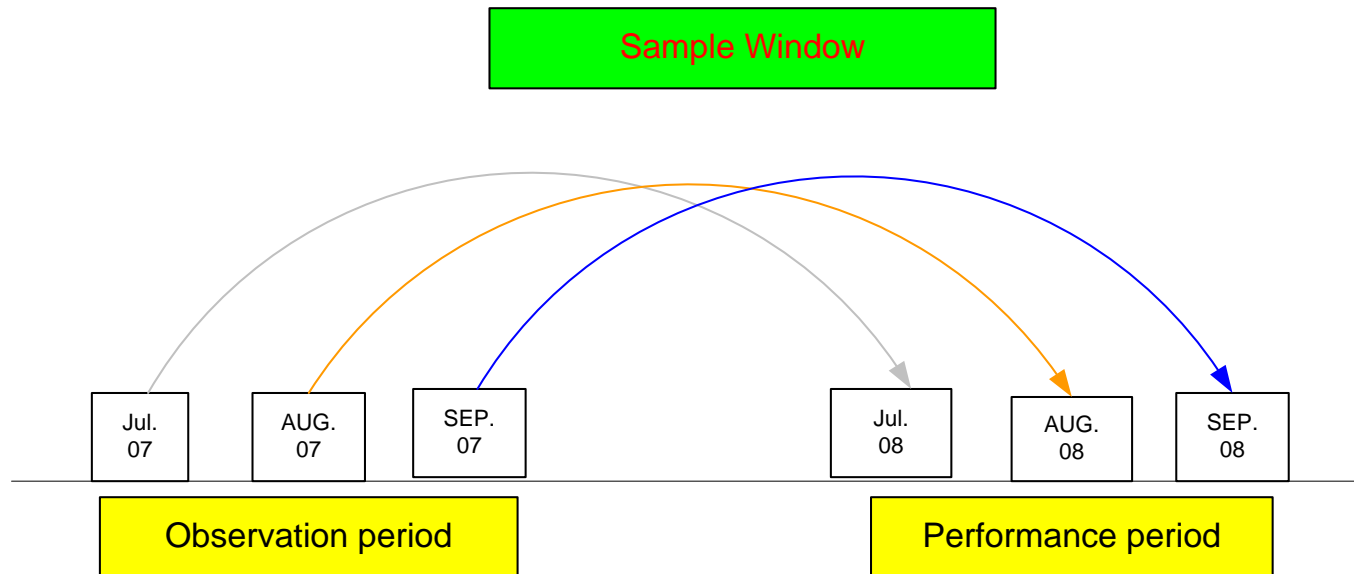 Sample Window
Jul.
07
AUG.
07
SEP.
07
Jul.
08
AUG.
08
SEP.
08
Observation period
Performance period